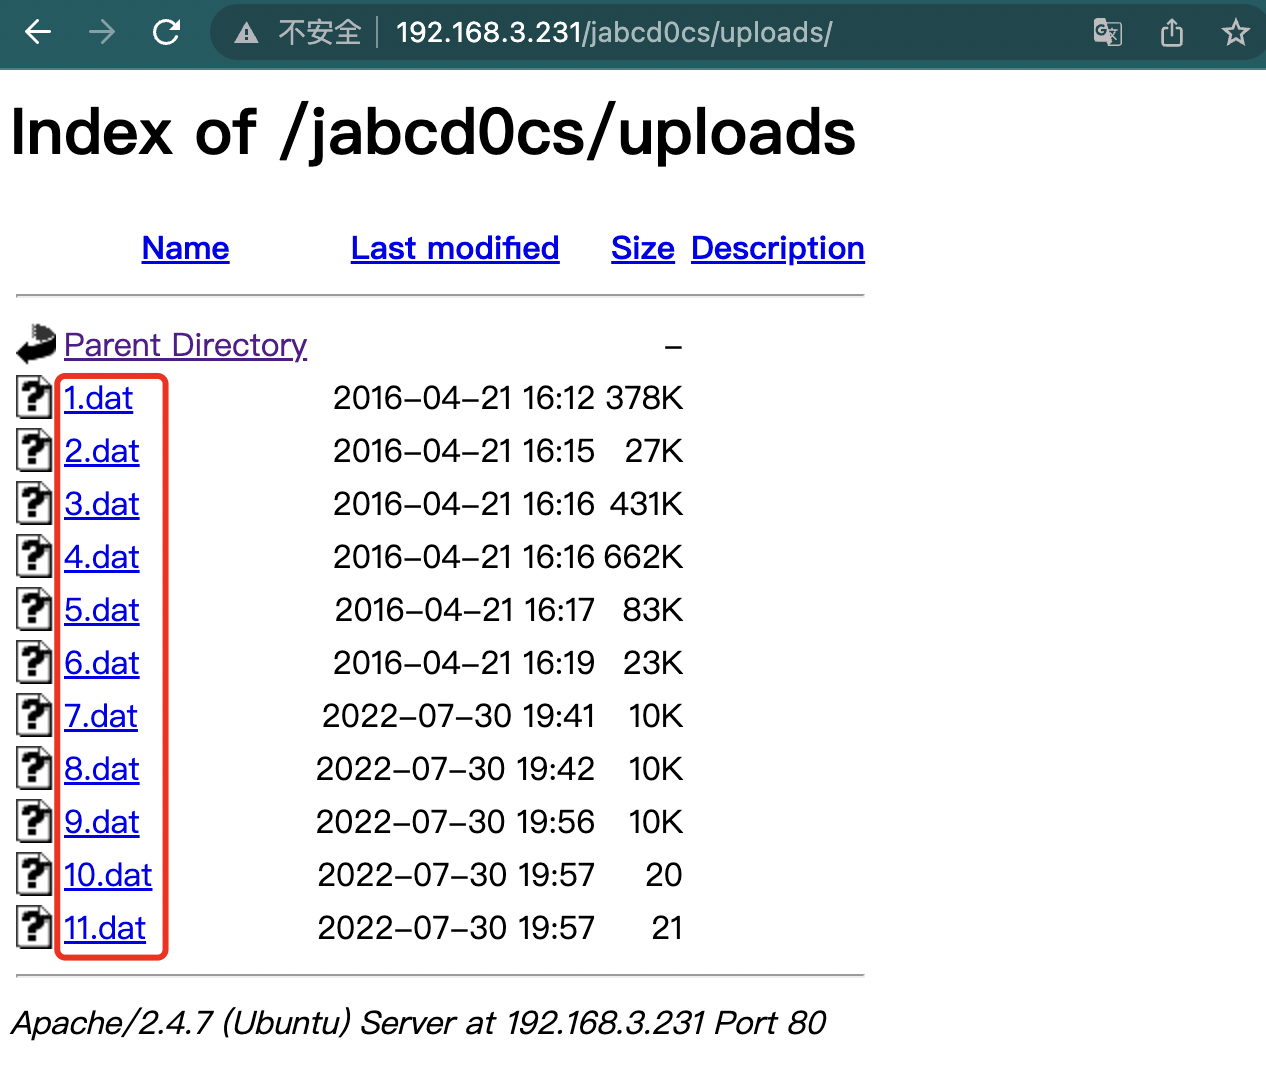 不安全 192.168.3.231/jabcd0cs/uploads/
Index of /jabcd0cs/uploads
Name Last modified Size Description
Parent Directory -
1.dat 2016-04-21 16:12 378K
2.dat 2016-04-21 16:15 27K
3.dat 2016-04-21 16:16 431K
4.dat 2016-04-21 16:16 662K
5.dat 2016-04-21 16:17 83K
6.dat 2016-04-21 16:19 23K
7.dat 2022-07-30 19:41 10K
8.dat 2022-07-30 19:42 10K
9.dat 2022-07-30 19:56 10K
10.dat 2022-07-30 19:57 20
11.dat 2022-07-30 19:57 21
Apache/2.4.7 (Ubuntu) Server at 192.168.3.231 Port 80